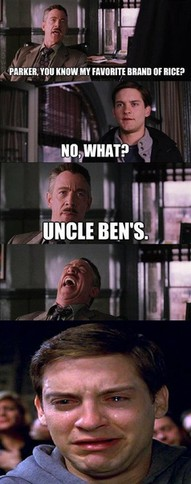 PARKER, YOU KNOW MY FAVORITE BRAND OF RICE?
NO, WHAT?
UNCLE BEN'S.